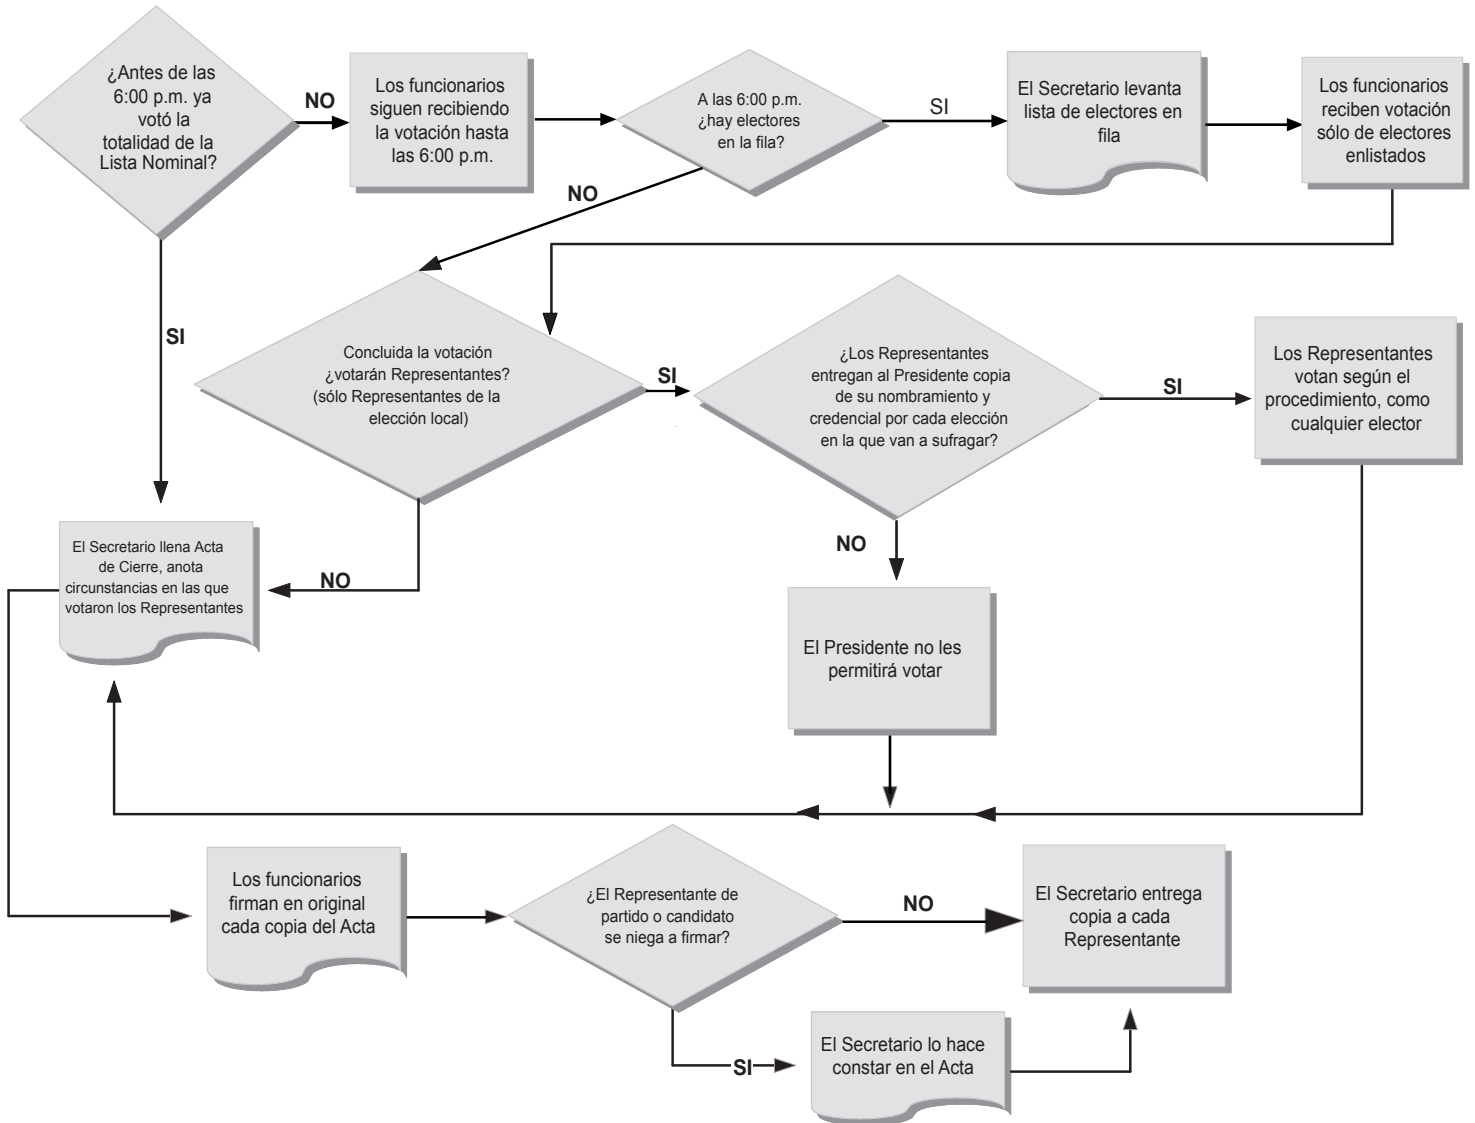 ¿Antes de las
6:00 p.m. ya
votó la
totalidad de la
Lista Nominal?
NO
Los funcionarios
siguen recibiendo
la votación hasta
las 6:00 p.m.
A las 6:00 p.m.
¿hay electores
en la fila?
SI
El Secretario levanta
lista de electores en
fila
Los funcionarios
reciben votación
sólo de electores
enlistados
NO
SI
Concluida la votación
¿votarán Representantes?
(sólo Representantes de la
elección local)
SI
¿Los Representantes
entregan al Presidente copia
de su nombramiento y
credencial por cada elección
en la que van a sufragar?
SI
Los Representantes
votan según el
procedimiento, como
cualquier elector
NO
NO
El Secretario llena Acta
de Cierre, anota
circunstancias en las que
votaron los Representantes
El Presidente no les
permitirá votar
Los funcionarios
firman en original
cada copia del Acta
¿El Representante de
partido o candidato
se niega a firmar?
NO
El Secretario entrega
copia a cada
Representante
SI
El Secretario lo hace
constar en el Acta